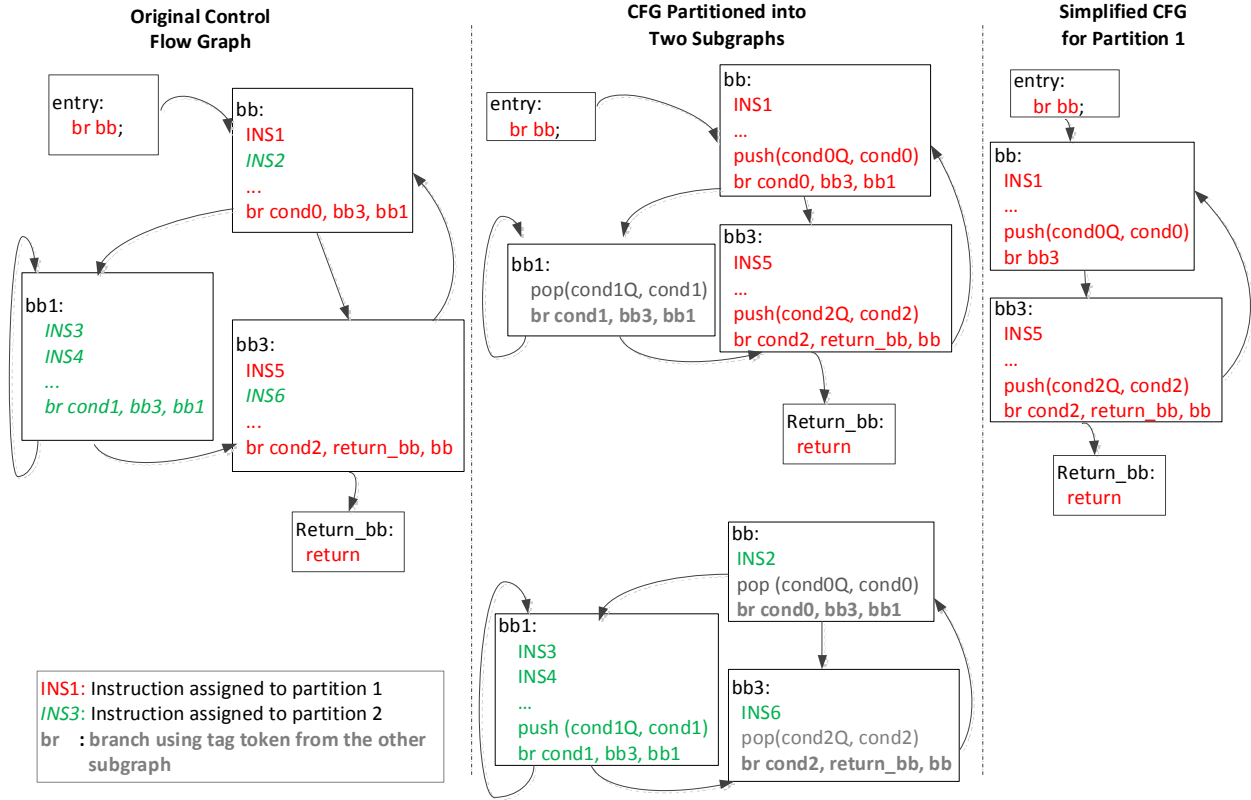 Original Control
Flow Graph
entry:
br bb;
bb:
INS1
INS2
...
br cond0, bb3, bb1
bb1:
INS3
INS4
...
br cond1, bb3, bb1
bb3:
INS5
INS6
...
br cond2, return_bb, bb
Return_bb:
return
INS1: Instruction assigned to partition 1
INS3: Instruction assigned to partition 2
br : branch using tag token from the other
subgraph
CFG Partitioned into
Two Subgraphs
entry:
br bb;
bb:
INS1
...
push(cond0Q, cond0)
br cond0, bb3, bb1
bb1:
pop(cond1Q, cond1)
br cond1, bb3, bb1
bb3:
INS5
...
push(cond2Q, cond2)
br cond2, return_bb, bb
Return_bb:
return
bb:
INS2
pop (cond0Q, cond0)
br cond0, bb3, bb1
bb1:
INS3
INS4
...
push (cond1Q, cond1)
br cond1, bb3, bb1
bb3:
INS6
pop(cond2Q, cond2)
br cond2, return_bb, bb
Simplified CFG
for Partition 1
entry:
br bb;
bb:
INS1
...
push(cond0Q, cond0)
br bb3
bb3:
INS5
...
push(cond2Q, cond2)
br cond2, return_bb, bb
Return_bb:
return